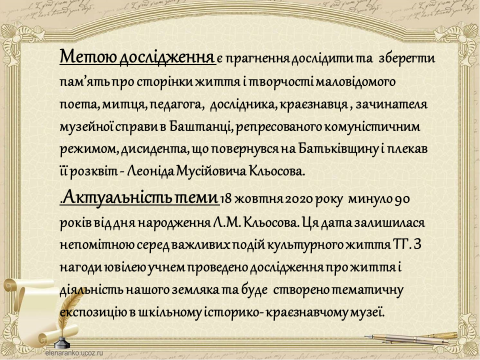 Метою дослідження є прагнення дослідити та зберегти
пам'ять про сторінки життя і творчості маловідомого
поета, митця, педагога, дослідника, краєзнавця , зачинателя
музейної справи в Баштанці, репресованого комуністичним
режимом, дисидента, що повернувся на Батьківщину і плекав
її розквіт - Леоніда Мусійовича Кльосова.
.Актуальність теми 18 жовтня 2020 року минуло 90
років від дня народження Л.М. Кльосова. Ця дата залишилася
непомітною серед важливих подій культурного життя ТГ. З
нагоди ювілею учнем проведено дослідження про життя і
діяльність нашого земляка та буде створено тематичну
експозицію в шкільному історико- краєзнавчому музеї.
elenaranko.ucoz.ru